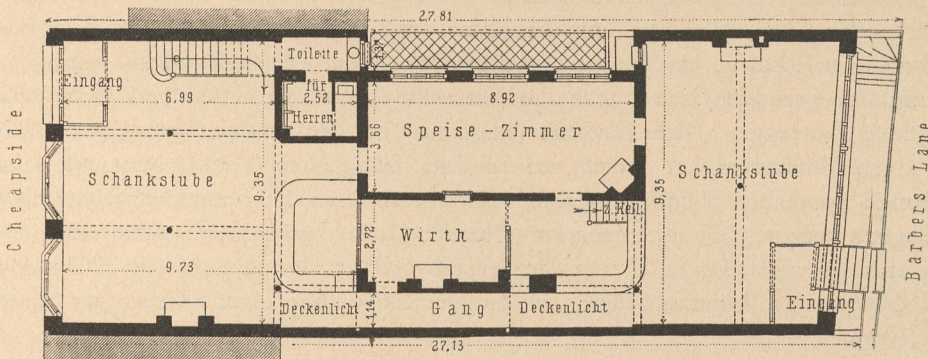 27.81
Cheapside
Eingang
6,99
Toilette
1,37
für
2,52
Herren
8.92
3.66
Speise-Zimmer
Schankstube
9,35
Schankstube
9,35
z.Kell.
2,72
Wirth
9.73
Deckenlicht
1,14
Gang
Deckenlicht
Eingang
Barbers Lane
27,13